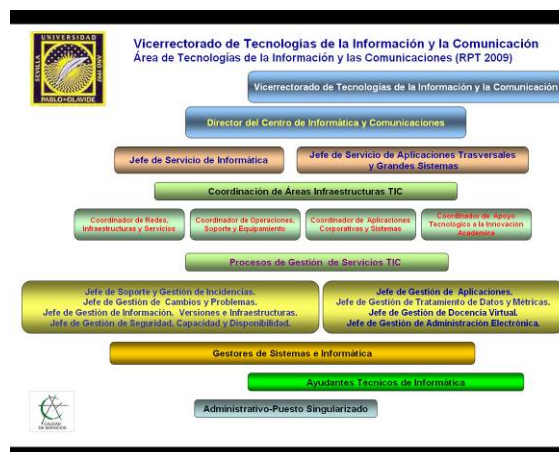 UNIVERSIDAD
SEVILLA
AÑO 1997
PABLO·OLAVIDE
Vicerrectorado de Tecnologías de la Información y la Comunicación
Área de Tecnologías de la Información y las Comunicaciones (RPT 2009)
Vicerrectorado de Tecnologías de la Información y la Comunicación
Director del Centro de Informática y Comunicaciones
Jefe de Servicio de Informática
Jefe de Servicio de Aplicaciones Trasversales
y Grandes Sistemas
Coordinación de Áreas Infraestructuras TIC
Coordinador de Redes,
Infraestructuras y Servicios
Coordinador de Operaciones,
Soporte y Equipamiento
Coordinador de Aplicaciones
Corporativas y Sistemas
Coordinador de Apoyo
Tecnológico a la Innovación
Académica
Procesos de Gestión de Servicios TIC
Jefe de Soporte y Gestión de Incidencias.
Jefe de Gestión de Cambios y Problemas.
Jefe de Gestión de Información, Versiones e Infraestructuras.
Jefe de Gestión de Seguridad, Capacidad y Disponibilidad.
Jefe de Gestión de Aplicaciones.
Jefe de Gestión de Tratamiento de Datos y Métricas.
Jefe de Gestión de Docencia Virtual.
Jefe de Gestión de Administración Electrónica.
Gestores de Sistemas e Informática
Ayudantes Técnicos de Informática
Administrativo-Puesto Singularizado
CALIDAD
DE SERVICIOS